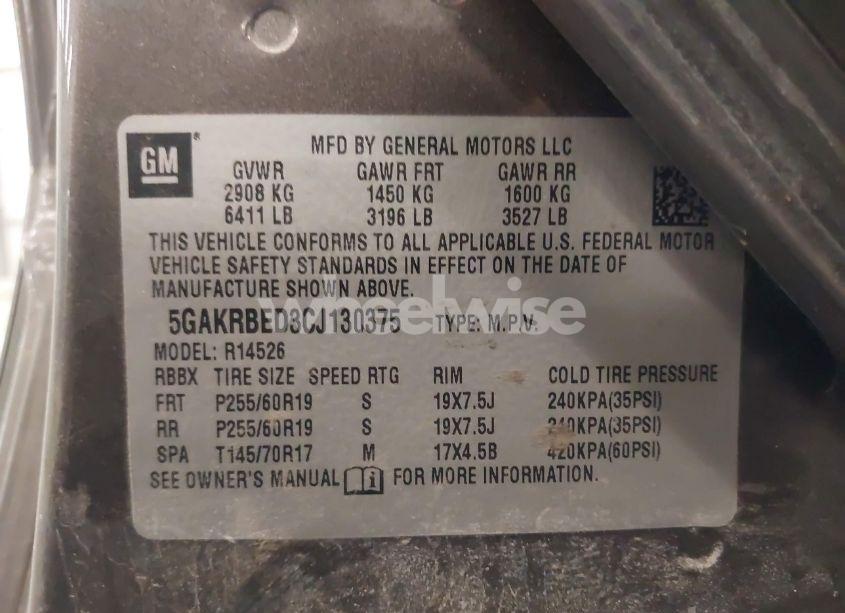 GM
MFD BY GENERAL MOTORS LLC
GVWR GAWR FRT GAWR RR
2908 KG 1450 KG 1600 KG
6411 LB 3196 LB 3527 LB
THIS VEHICLE CONFORMS TO ALL APPLICABLE U.S. FEDERAL MOTOR
VEHICLE SAFETY STANDARDS IN EFFECT ON THE DATE OF
MANUFACTURE SHOWN ABOVE.
wheelwise
5GAKRBED3CJ130375 TYPE: M.P.V.
MODEL: R14526
RBBX TIRE SIZE SPEED RTG RIM COLD TIRE PRESSURE
FRT P255/60R19 S 19X7.5J 240KPA(35PSI)
RR P255/60R19 S 19X7.5J 240KPA(35PSI)
SPA T145/70R17 M 17X4.5B 420KPA(60PSI)
SEE OWNER'S MANUAL i FOR MORE INFORMATION.